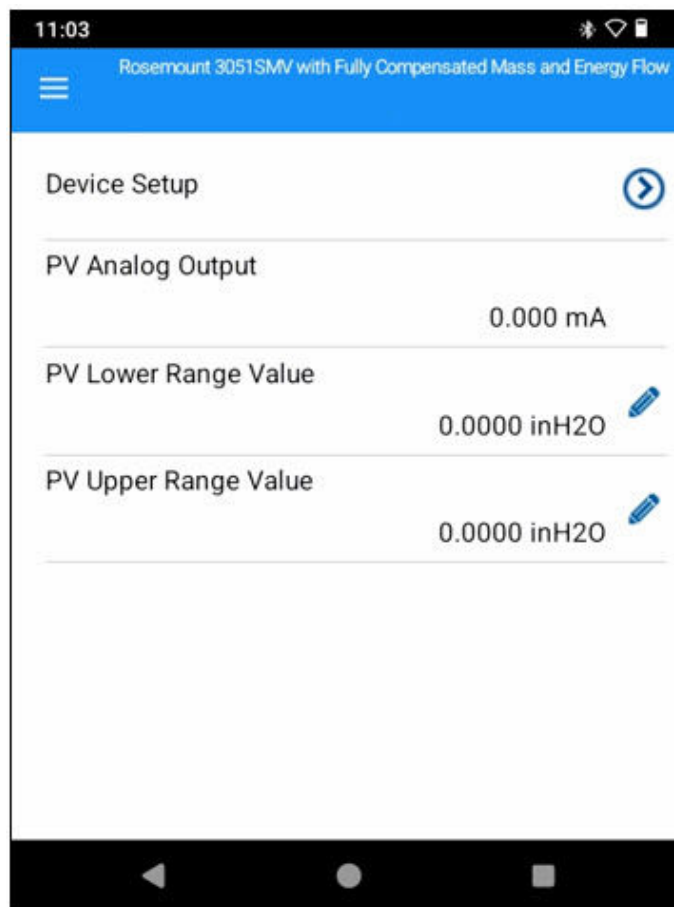 11:03
Rosemount 3051SMV with Fully Compensated Mass and Energy Flow
Device Setup
PV Analog Output
0.000 mA
PV Lower Range Value
0.0000 inH2O
PV Upper Range Value
0.0000 inH2O